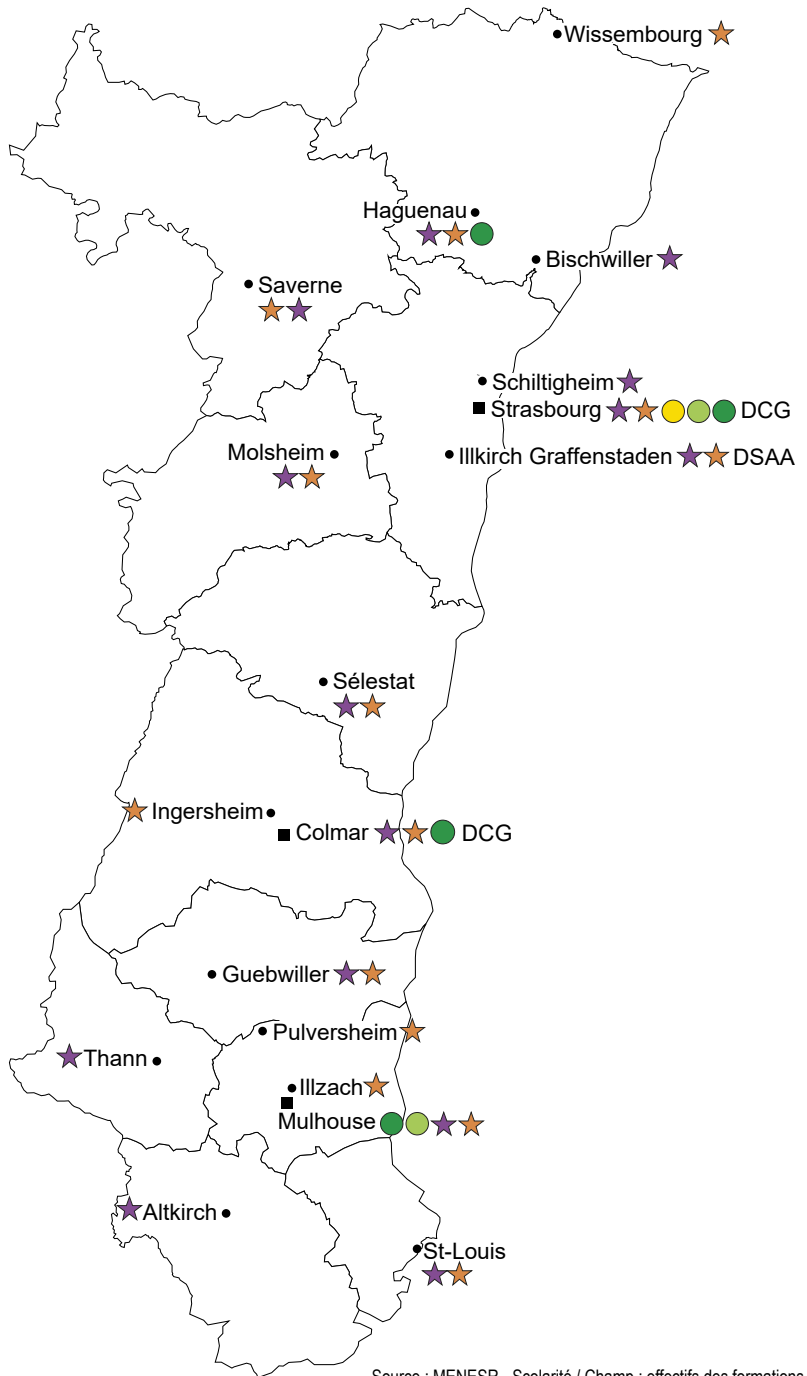 Wissembourg
Haguenau
Bischwiller
Saverne
Schiltigheim
Strasbourg DCG
Molsheim
Illkirch Graffenstaden DSAA
Sélestat
Ingersheim
Colmar DCG
Guebwiller
Pulversheim
Thann
Illzach
Mulhouse
Altkirch
St-Louis
Source : MENESR - Scolarité / Champ : effectifs des formations